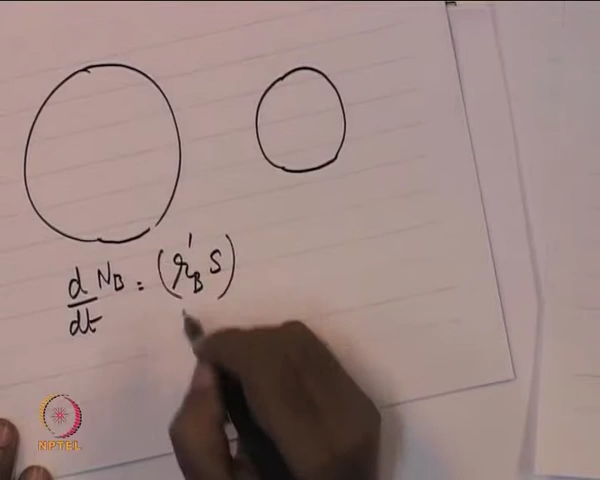 d/dt N_B = (r'_B S)
NPTEL